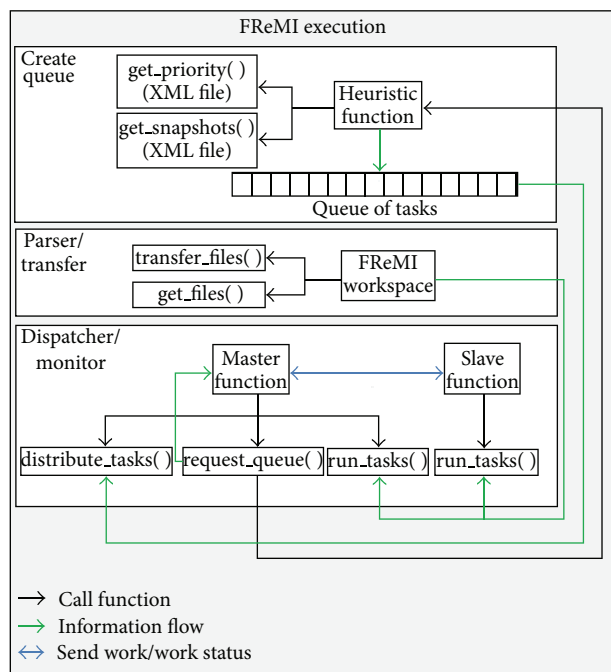 FReMI execution
Create
queue
get_priority( )
(XML file)
get_snapshots( )
(XML file)
Heuristic
function
Queue of tasks
Parser/
transfer
transfer_files( )
get_files( )
FReMI
workspace
Dispatcher/
monitor
Master
function
Slave
function
distribute_tasks( )
request_queue( )
run_tasks( )
run_tasks( )
Call function
Information flow
Send work/work status